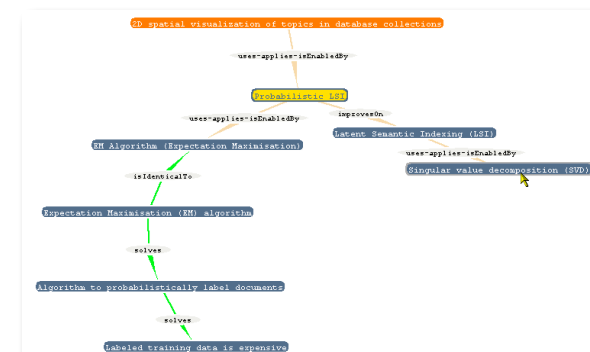 2D spatial visualization of topics in database collections
uses-applies-isEnabledBy
Probabilistic LSI
uses-applies-isEnabledBy
improvesOn
EM Algorithm (Expectation Maximisation)
Latent Semantic Indexing (LSI)
uses-applies-isEnabledBy
Singular value decomposition (SVD)
isIdenticalTo
Expectation Maximisation (EM) algorithm
solves
Algorithm to probabilistically label documents
solves
Labeled training data is expensive